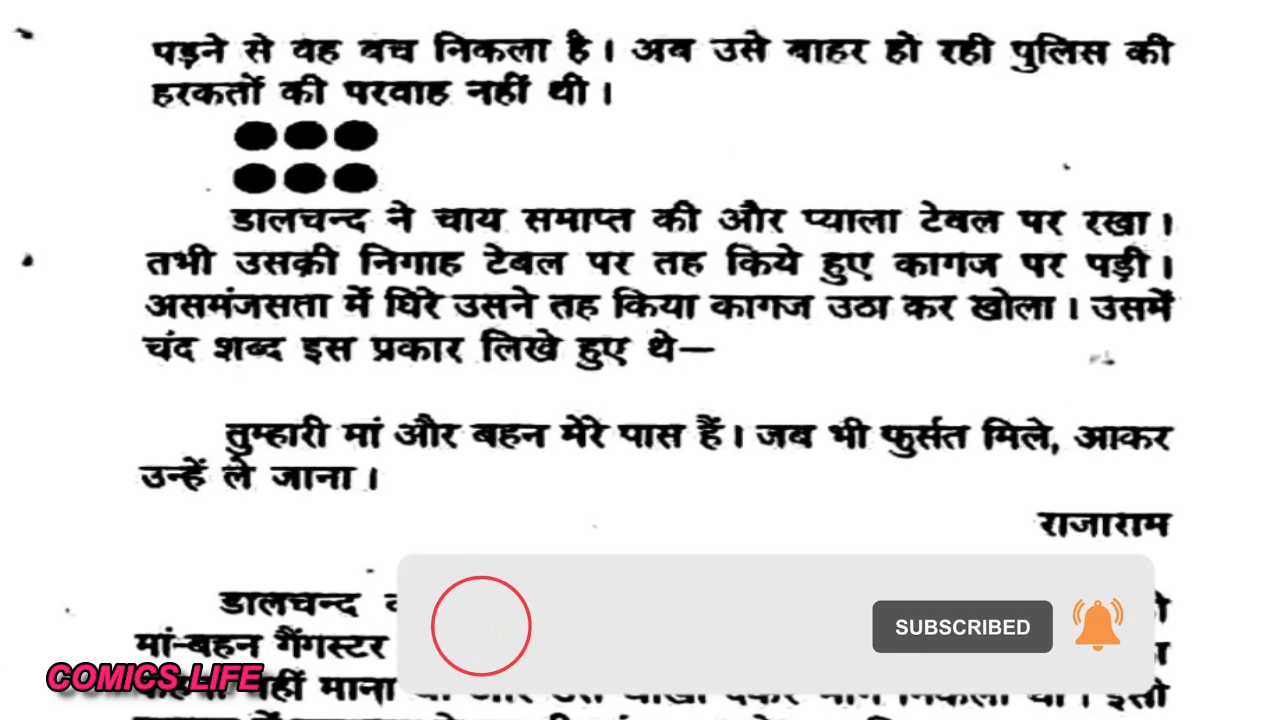 पड़ने से वह बच निकला है। अब उसे बाहर हो रही पुलिस की
हरकतों की परवाह नहीं थी।
डालचन्द ने चाय समाप्त की और प्याला टेबल पर रखा।
तभी उसकी निगाह टेबल पर तह किये हुए कागज पर पड़ी।
असमंजसता में घिरे उसने तह किया कागज उठा कर खोला। उसमें
चंद शब्द इस प्रकार लिखे हुए थे—
तुम्हारी मां और बहन मेरे पास हैं। जब भी फुर्सत मिले, आकर
उन्हें ले जाना।
राजाराम
डालचन्द
मां-बहन गैंगस्टर
SUBSCRIBED
COMICS LIFE
नहीं माना